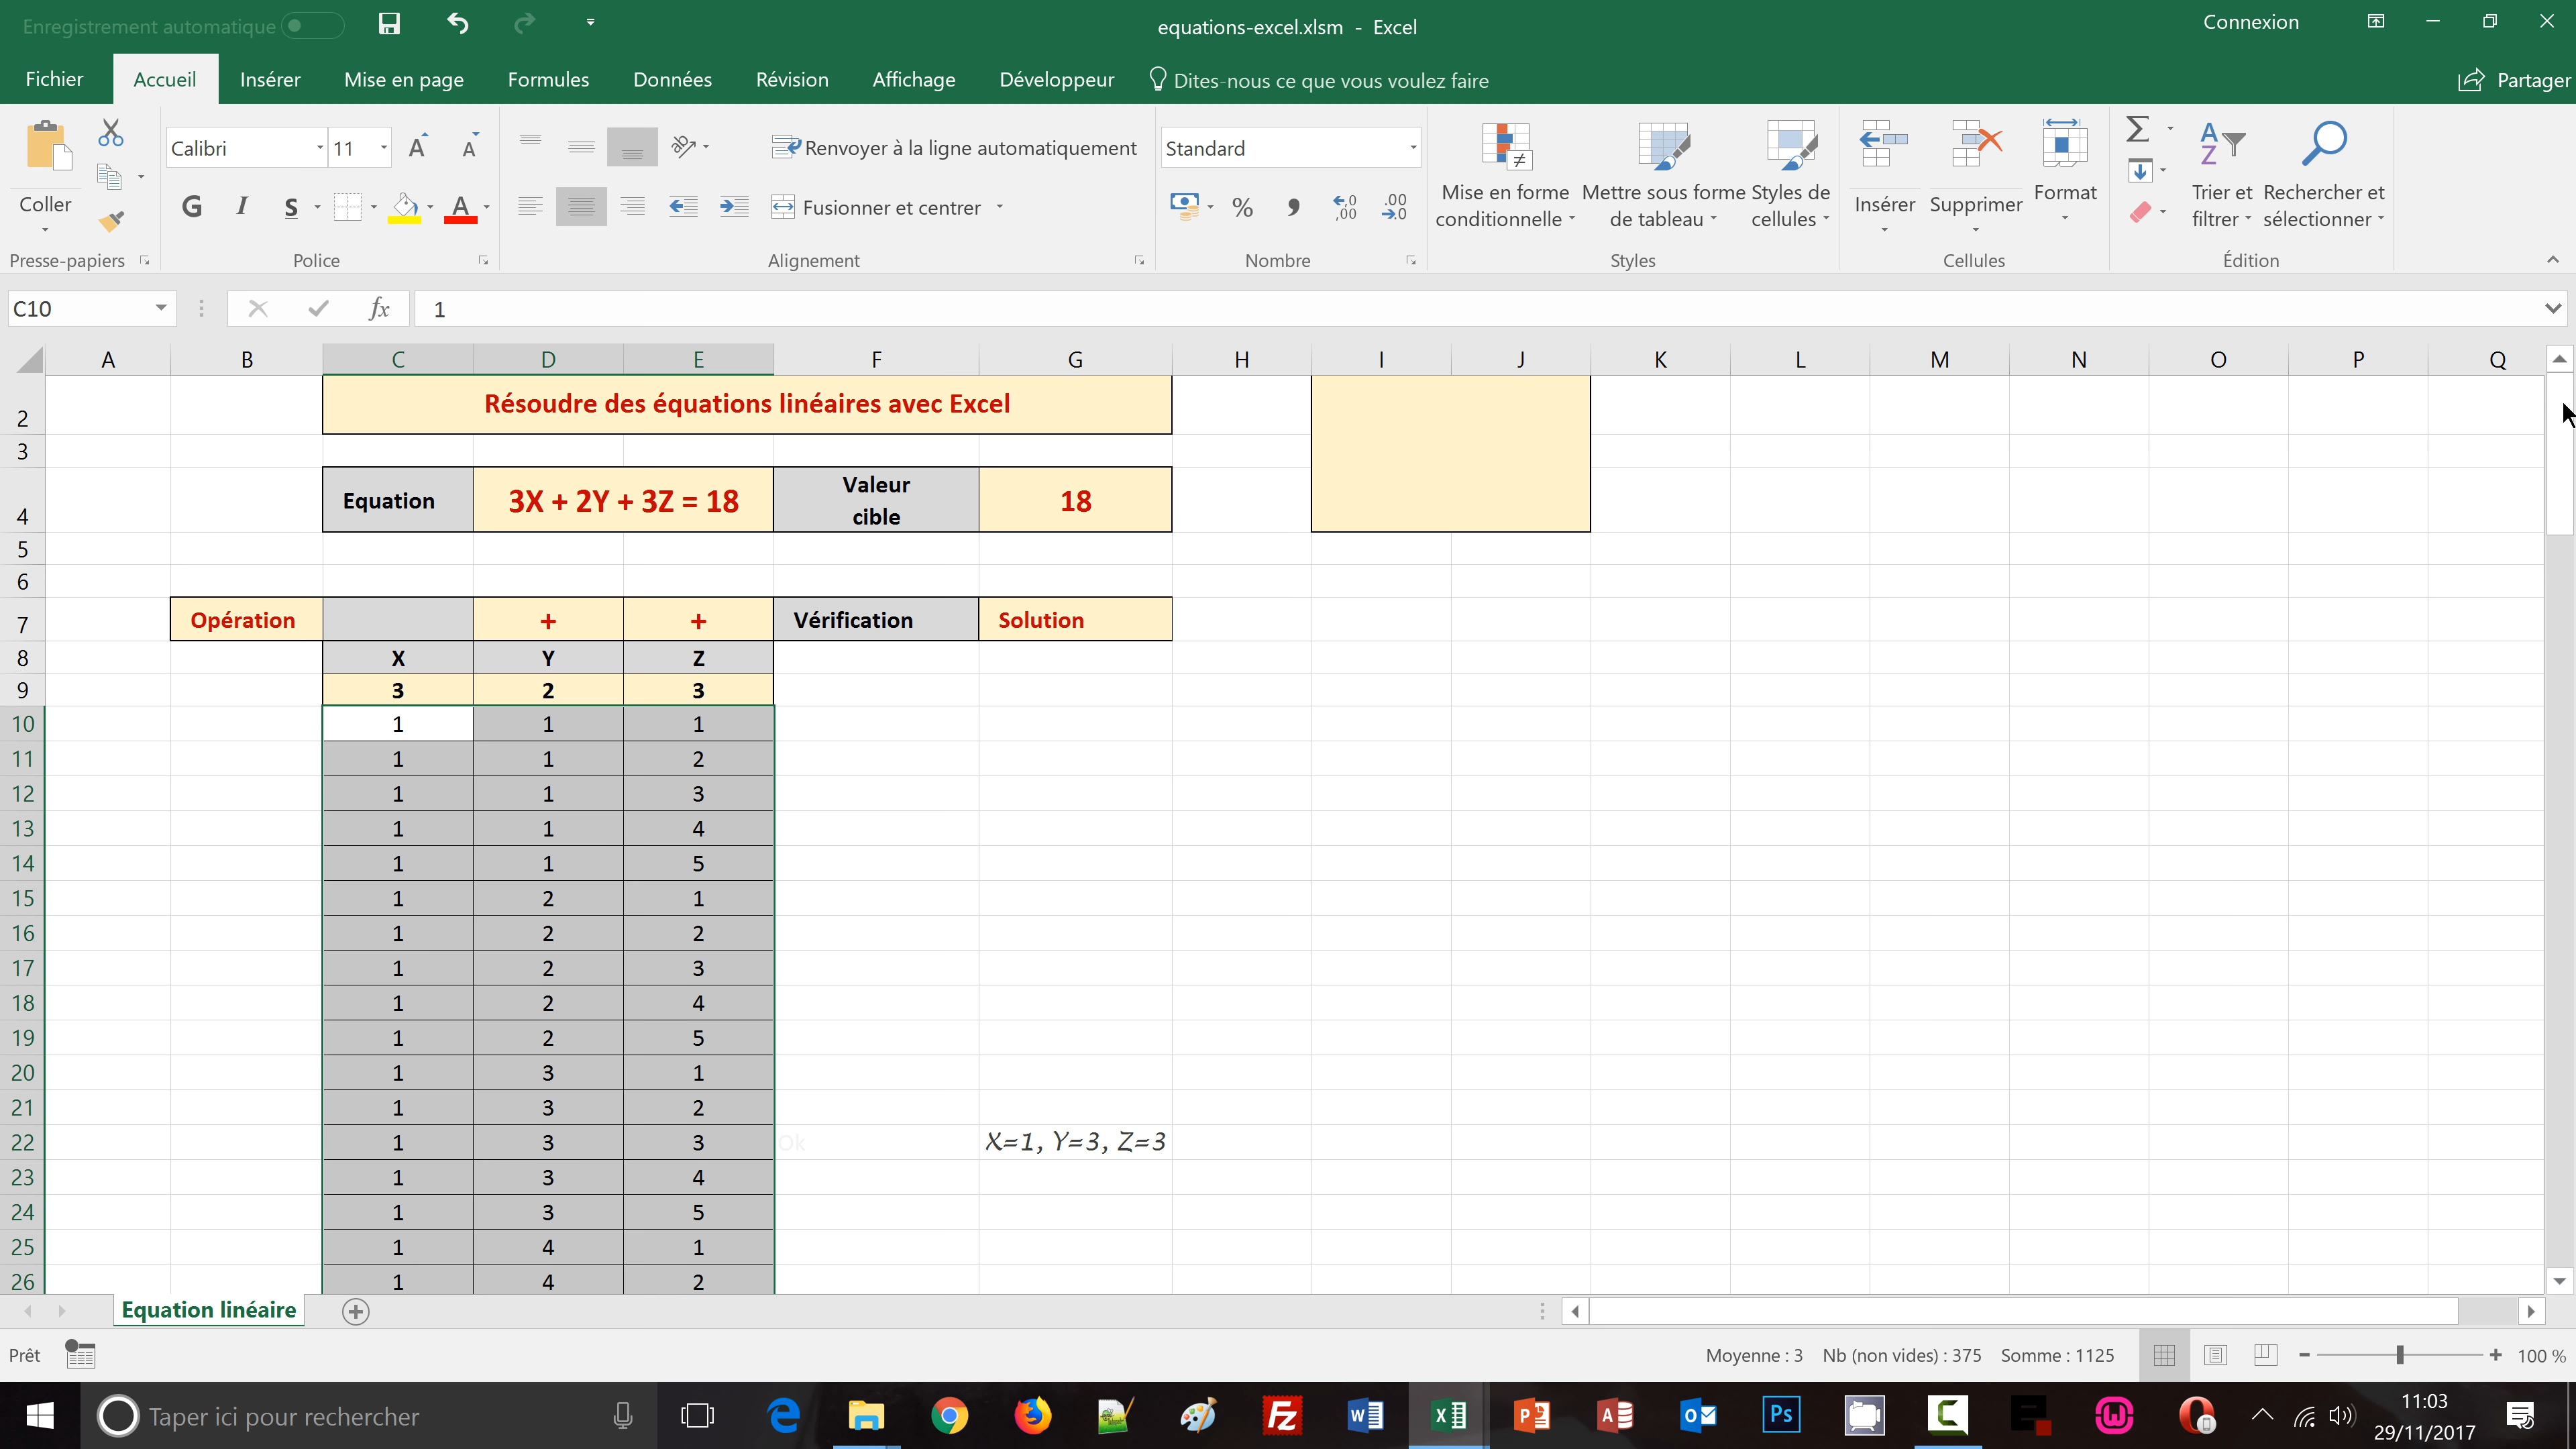 Enregistrement automatique
equations-excel.xlsm - Excel
Connexion
Fichier Accueil Insérer Mise en page Formules Données Révision Affichage Développeur Dites-nous ce que vous voulez faire Partager
Coller
Presse-papiers
Calibri 11
G I S
Police
Renvoyer à la ligne automatiquement
Fusionner et centrer
Alignement
Standard
Nombre
Mise en forme conditionnelle
Mettre sous forme de tableau
Styles de cellules
Styles
Insérer Supprimer Format
Cellules
Trier et filtrer
Rechercher et sélectionner
Édition
C10 fx 1
A B C D E F G H I J K L M N O P Q
2 Résoudre des équations linéaires avec Excel
3
4 Equation 3X + 2Y + 3Z = 18 Valeur cible 18
5
6
7 Opération + + Vérification Solution
8 X Y Z
9 3 2 3
10 1 1 1
11 1 1 2
12 1 1 3
13 1 1 4
14 1 1 5
15 1 2 1
16 1 2 2
17 1 2 3
18 1 2 4
19 1 2 5
20 1 3 1
21 1 3 2
22 1 3 3 Ok X=1, Y=3, Z=3
23 1 3 4
24 1 3 5
25 1 4 1
26 1 4 2
Equation linéaire
Prêt Moyenne : 3 Nb (non vides) : 375 Somme : 1125 100 %
Taper ici pour rechercher
11:03
29/11/2017